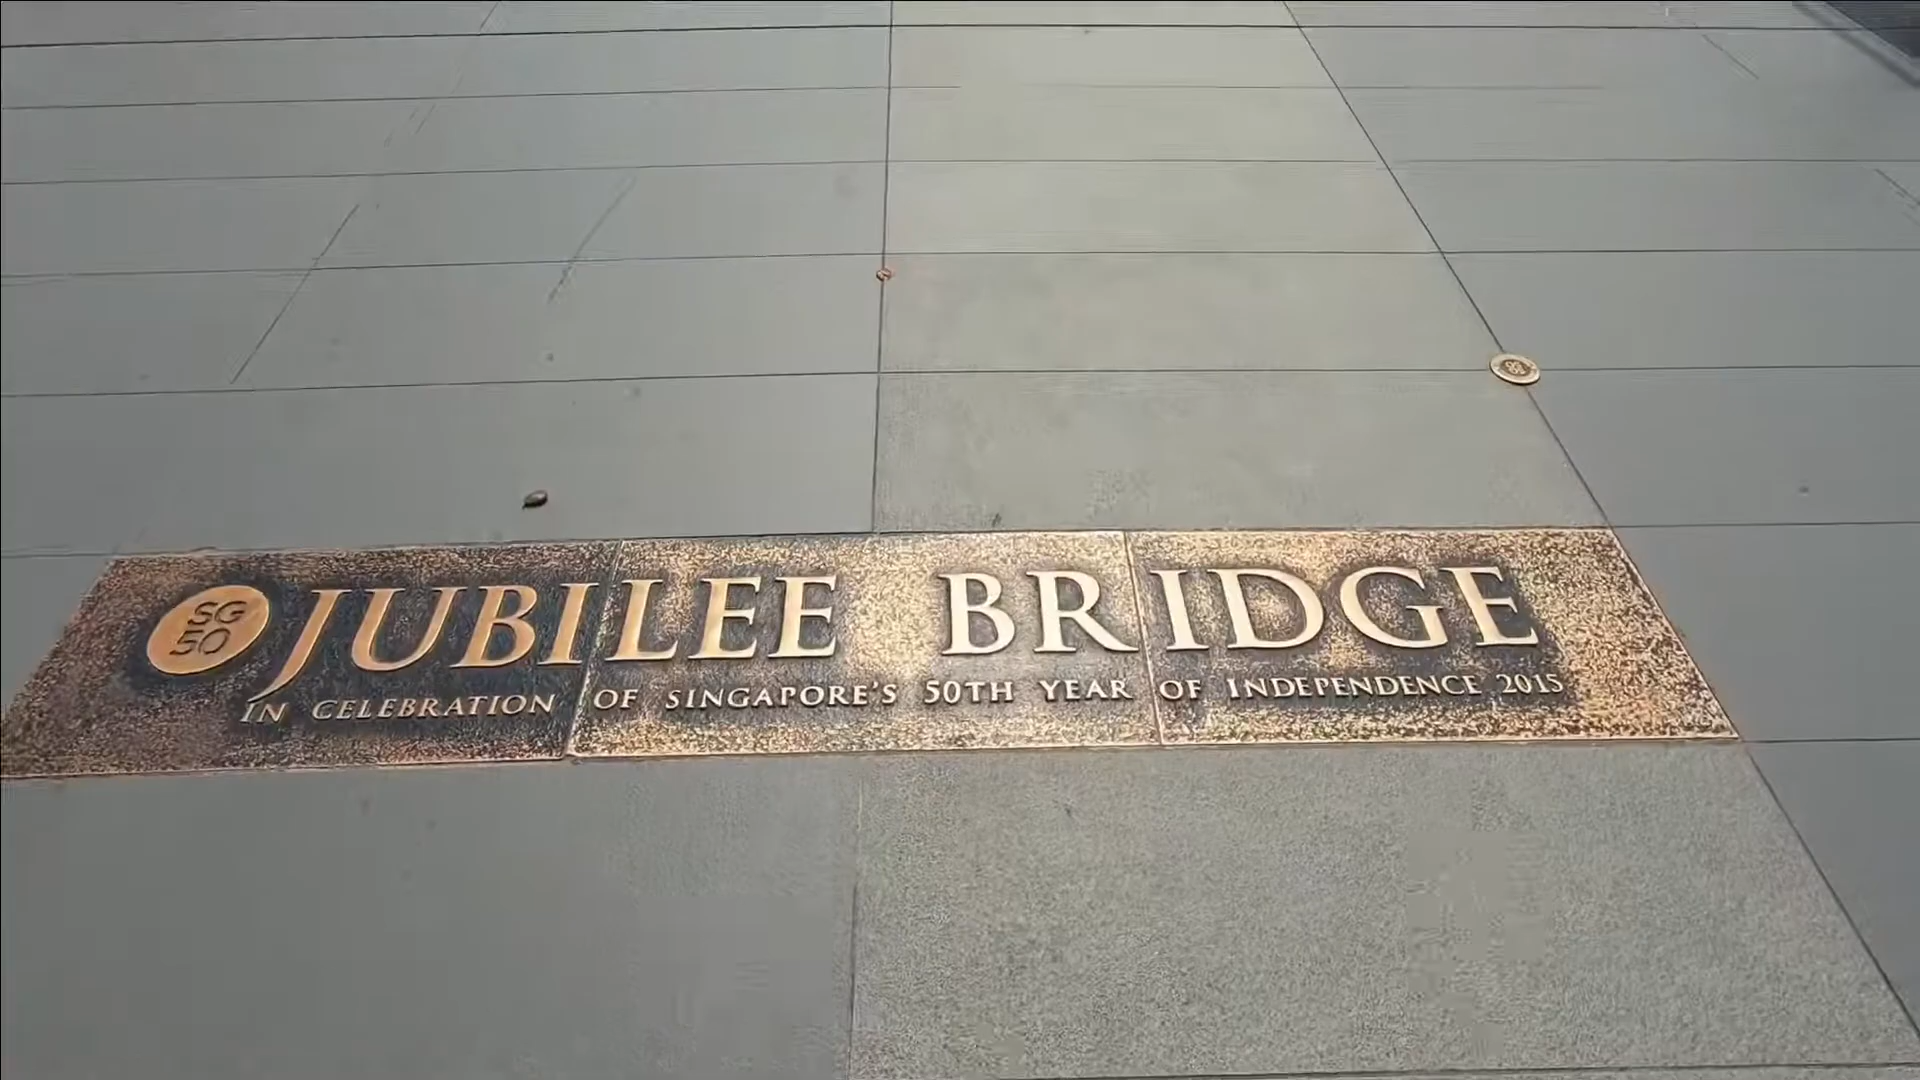 SG
50
JUBILEE BRIDGE
IN CELEBRATION OF SINGAPORE'S 50TH YEAR OF INDEPENDENCE 2015